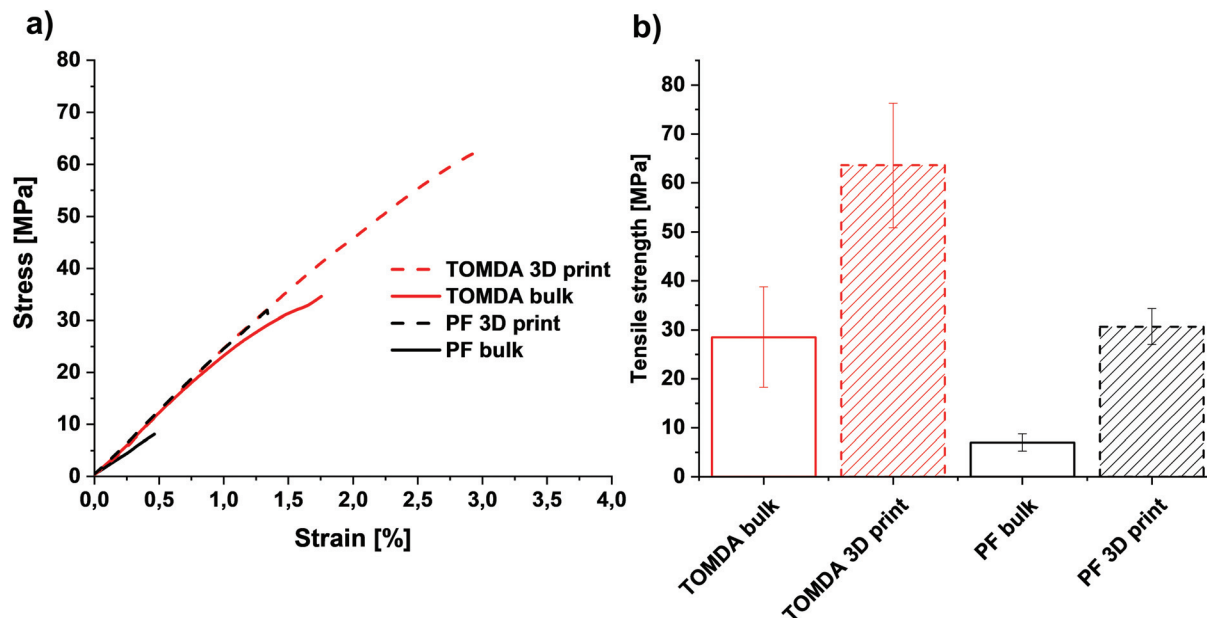 a)
80
70
60
50
40
30
20
10
0
Stress [MPa]
0,0 0,5 1,0 1,5 2,0 2,5 3,0 3,5 4,0
Strain [%]
TOMDA 3D print
TOMDA bulk
PF 3D print
PF bulk
b)
80
70
60
50
40
30
20
10
0
Tensile strength [MPa]
TOMDA bulk
TOMDA 3D print
PF bulk
PF 3D print